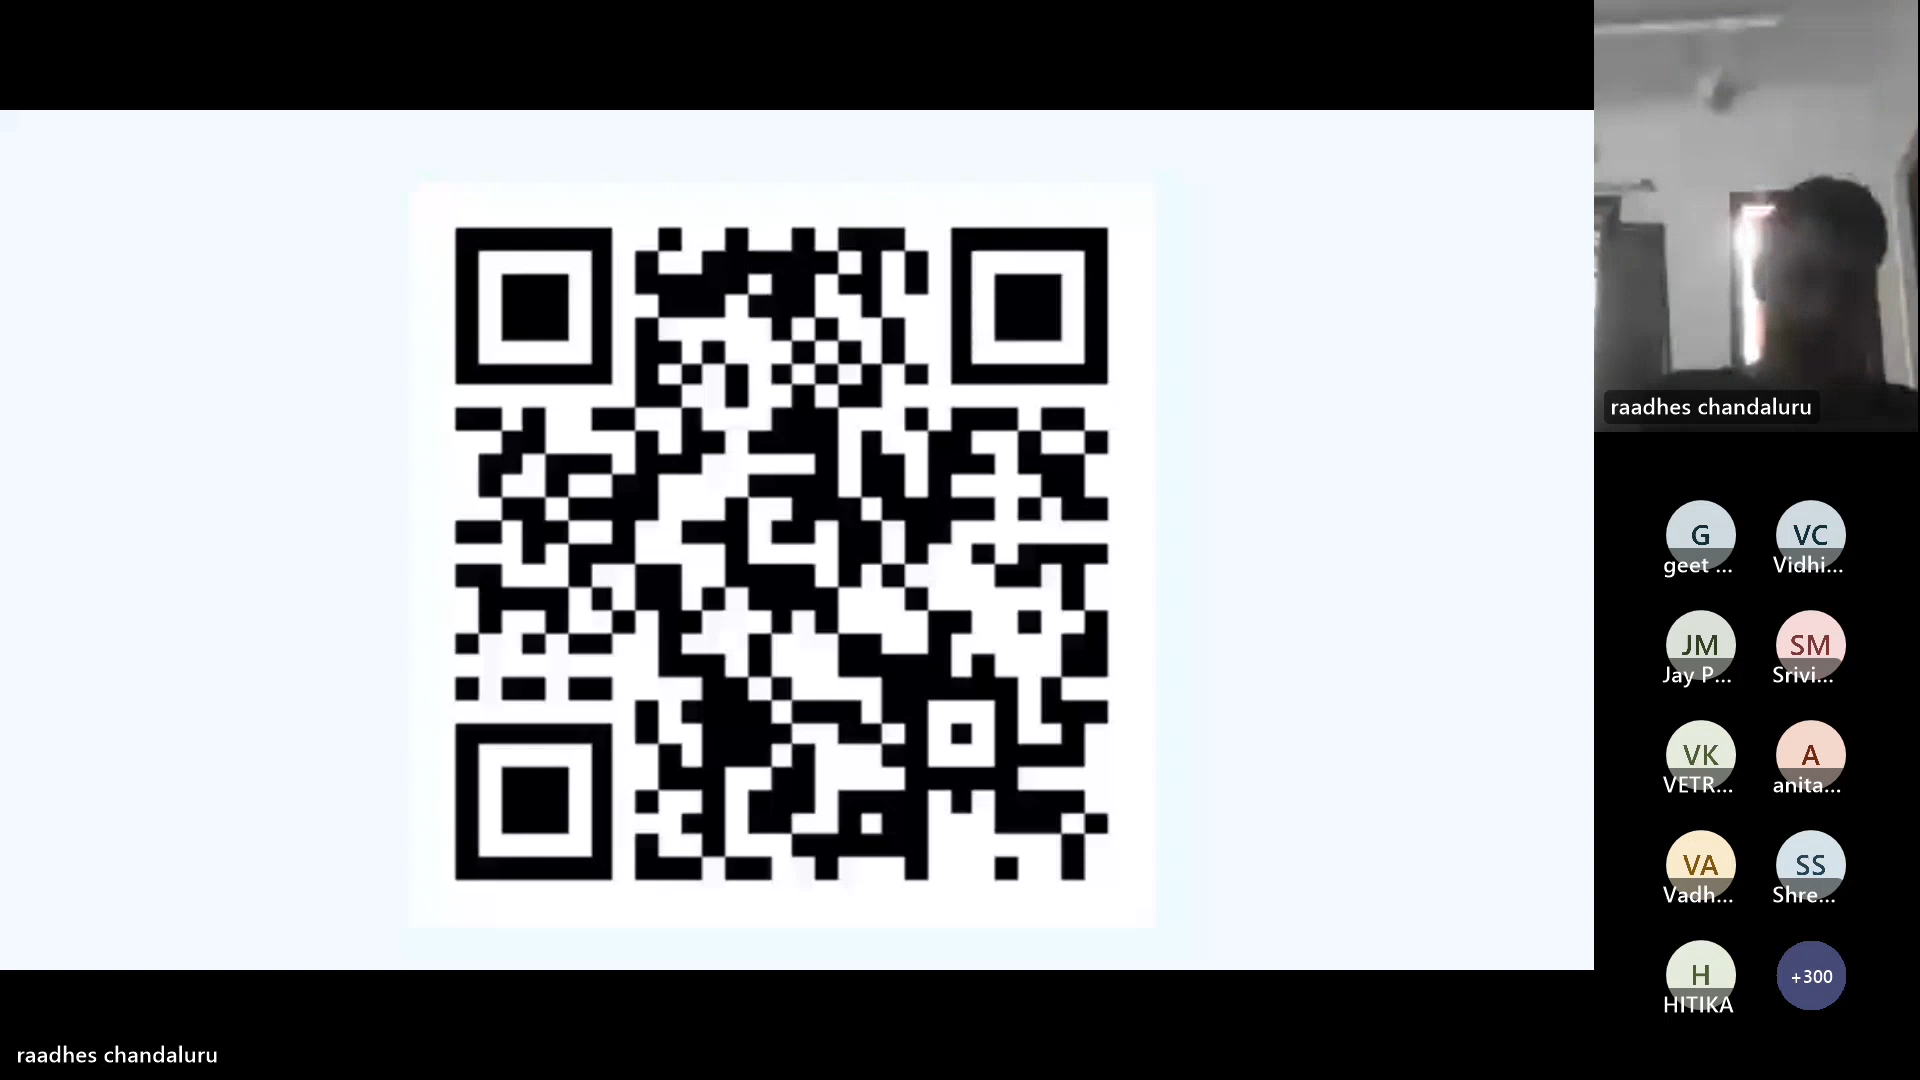 raadhes chandaluru
G
geet ...
VC
Vidhi...
JM
Jay P...
SM
Srivi...
VK
VETR...
A
anita...
VA
Vadh...
SS
Shre...
H
HITIKA
+300
raadhes chandaluru